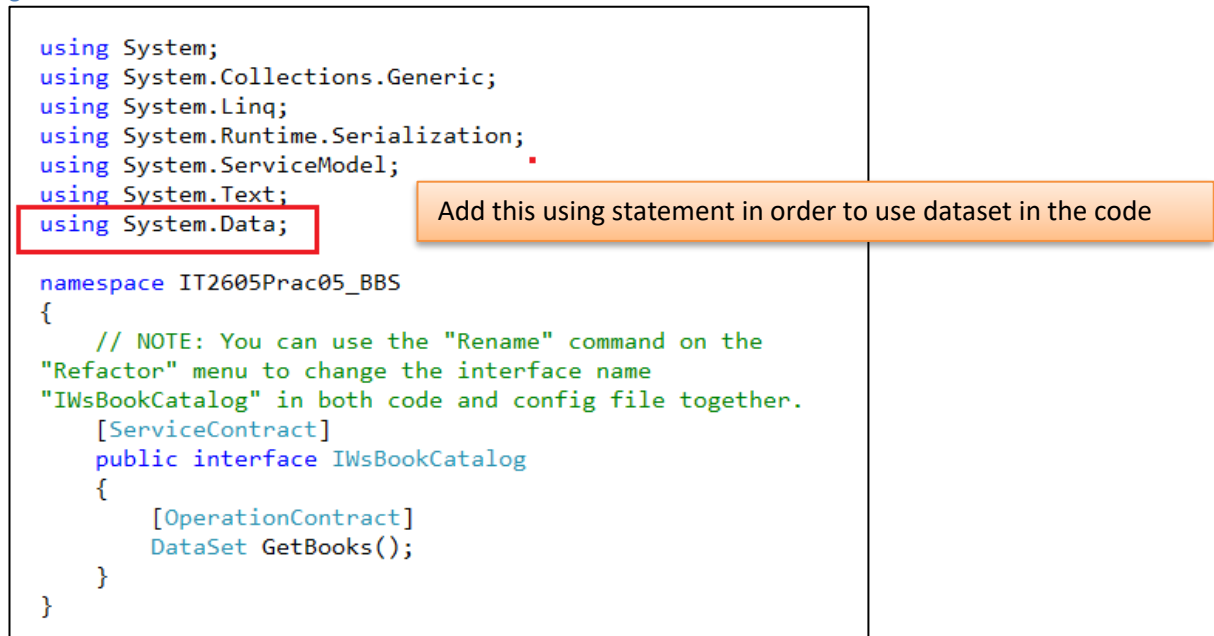 using System;
using System.Collections.Generic;
using System.Linq;
using System.Runtime.Serialization;
using System.ServiceModel;
using System.Text;
using System.Data;
Add this using statement in order to use dataset in the code
namespace IT2605Prac05_BBS
{
    // NOTE: You can use the "Rename" command on the
"Refactor" menu to change the interface name
"IWsBookCatalog" in both code and config file together.
    [ServiceContract]
    public interface IWsBookCatalog
    {
        [OperationContract]
        DataSet GetBooks();
    }
}